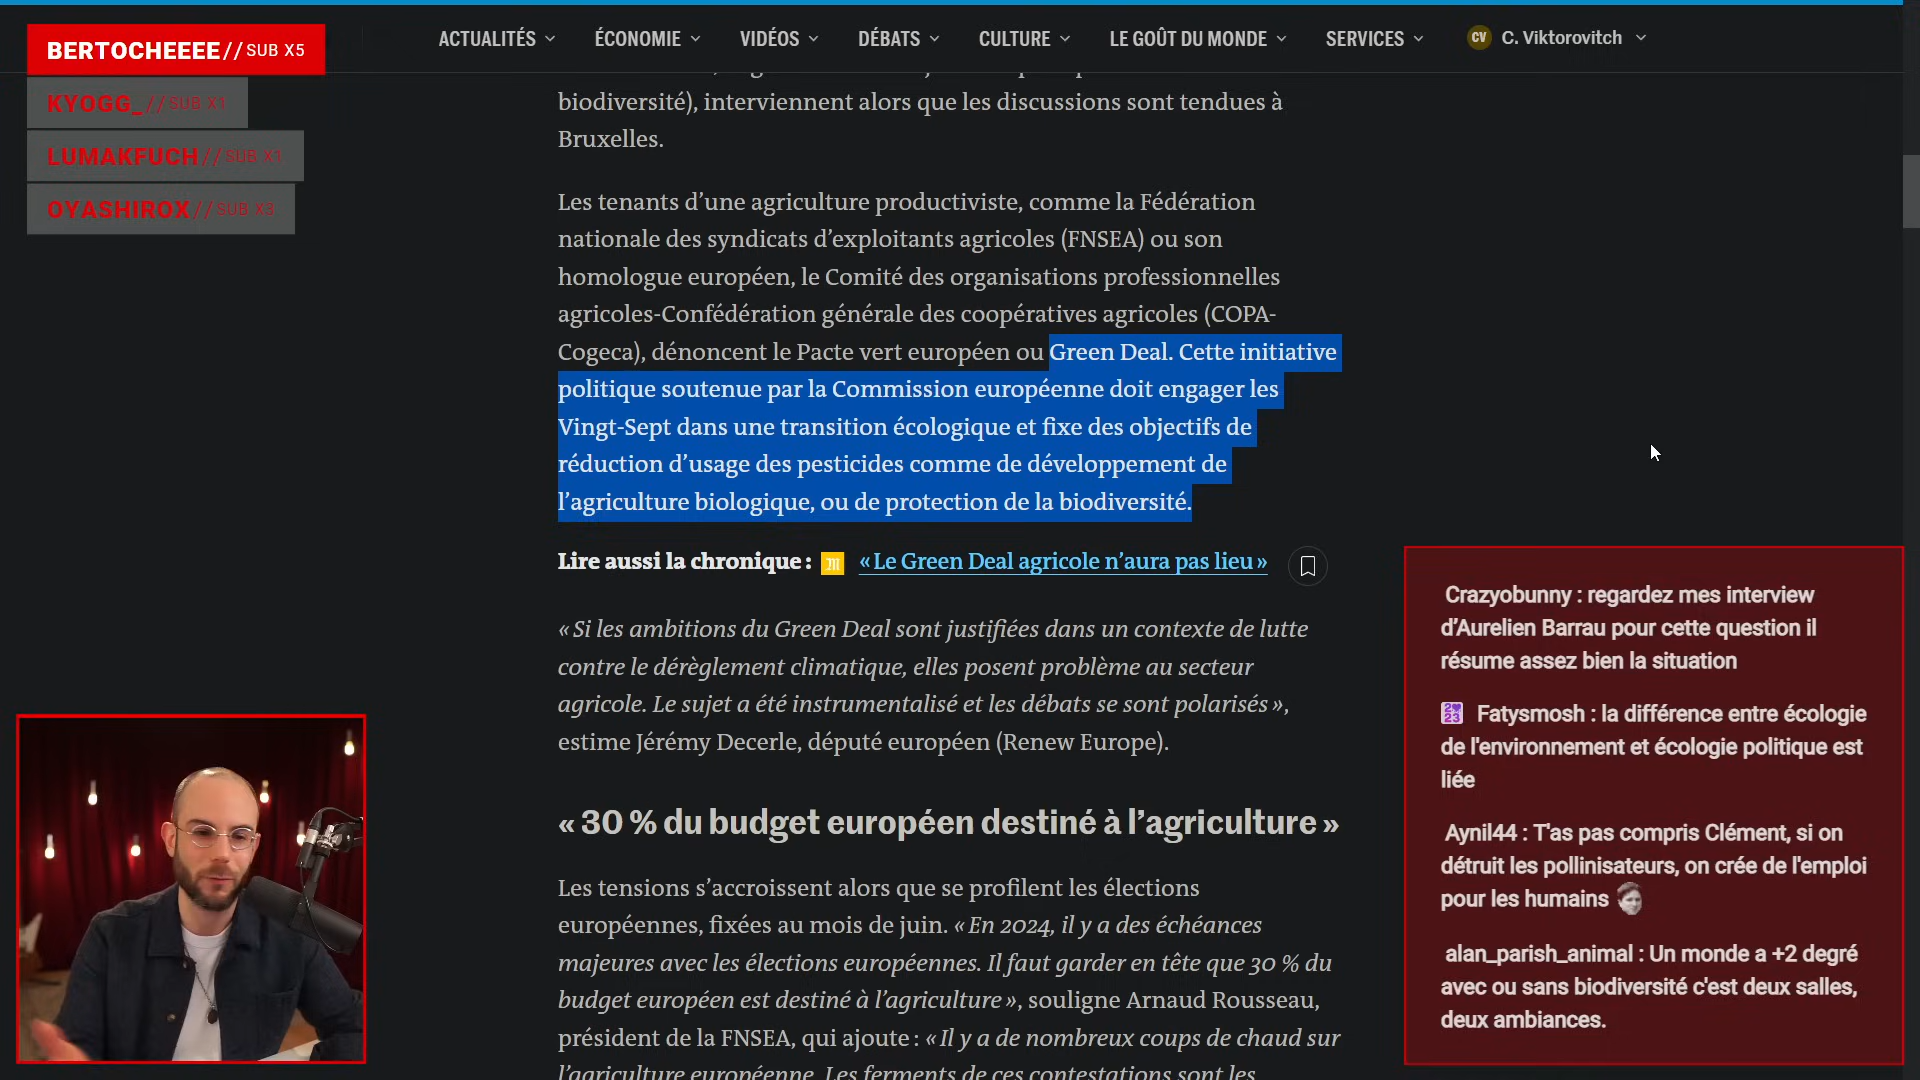 BERTOCHEEEE//SUB X5
KYOGG_//SUB X1
LUMAKFUCH//SUB X1
OYASHIROX//SUB X3
ACTUALITÉS ÉCONOMIE VIDÉOS DÉBATS CULTURE LE GOÛT DU MONDE SERVICES CV C. Viktorovitch
biodiversité), interviennent alors que les discussions sont tendues à
Bruxelles.
Les tenants d’une agriculture productiviste, comme la Fédération
nationale des syndicats d’exploitants agricoles (FNSEA) ou son
homologue européen, le Comité des organisations professionnelles
agricoles-Confédération générale des coopératives agricoles (COPA-
Cogeca), dénoncent le Pacte vert européen ou Green Deal. Cette initiative
politique soutenue par la Commission européenne doit engager les
Vingt-Sept dans une transition écologique et fixe des objectifs de
réduction d’usage des pesticides comme de développement de
l’agriculture biologique, ou de protection de la biodiversité.
Lire aussi la chronique : m « Le Green Deal agricole n’aura pas lieu »
« Si les ambitions du Green Deal sont justifiées dans un contexte de lutte
contre le dérèglement climatique, elles posent problème au secteur
agricole. Le sujet a été instrumentalisé et les débats se sont polarisés »,
estime Jérémy Decerle, député européen (Renew Europe).
« 30 % du budget européen destiné à l’agriculture »
Les tensions s’accroissent alors que se profilent les élections
européennes, fixées au mois de juin. « En 2024, il y a des échéances
majeures avec les élections européennes. Il faut garder en tête que 30 % du
budget européen est destiné à l’agriculture », souligne Arnaud Rousseau,
président de la FNSEA, qui ajoute : « Il y a de nombreux coups de chaud sur
l’agriculture européenne. Les ferments de ces contestations sont les
Crazyobunny : regardez mes interview
d’Aurelien Barrau pour cette question il
résume assez bien la situation
2023 Fatysmosh : la différence entre écologie
de l'environnement et écologie politique est
liée
Aynil44 : T'as pas compris Clément, si on
détruit les pollinisateurs, on crée de l'emploi
pour les humains
alan_parish_animal : Un monde a +2 degré
avec ou sans biodiversité c'est deux salles,
deux ambiances.